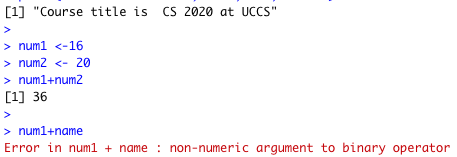 [1] "Course title is  CS 2020 at UCCS"
>
> num1 <-16
> num2 <- 20
> num1+num2
[1] 36
>
> num1+name
Error in num1 + name : non-numeric argument to binary operator